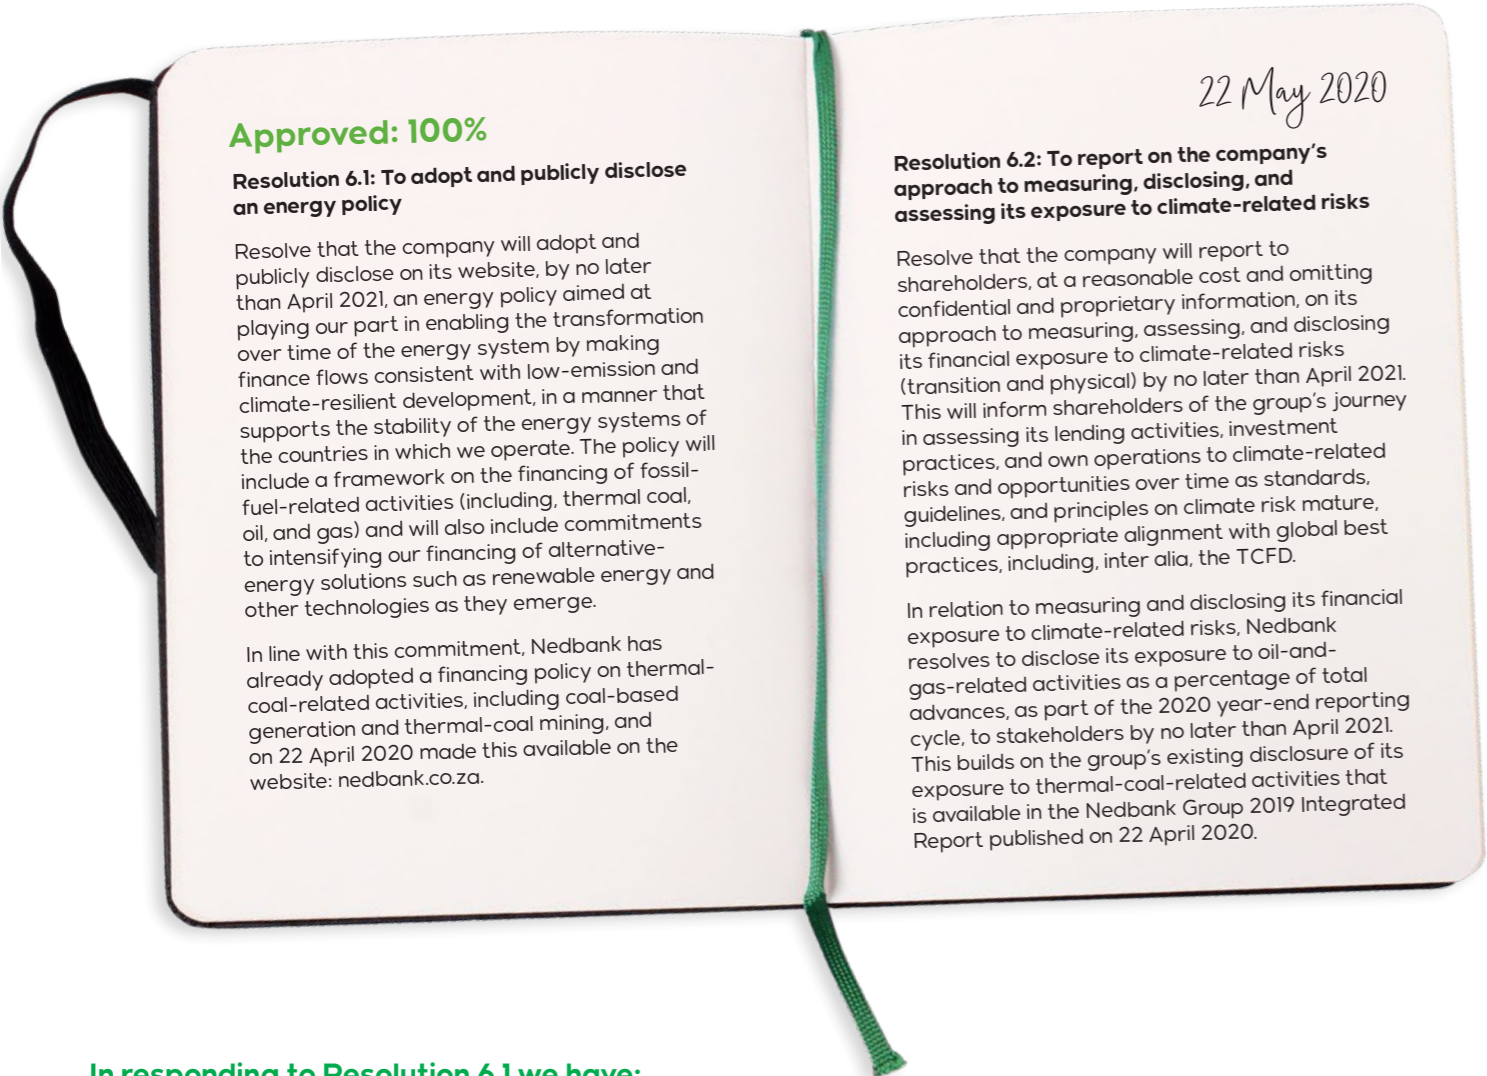 Approved: 100%
Resolution 6.1: To adopt and publicly disclose
an energy policy
Resolve that the company will adopt and
publicly disclose on its website, by no later
than April 2021, an energy policy aimed at
playing our part in enabling the transformation
over time of the energy system by making
finance flows consistent with low-emission and
climate-resilient development, in a manner that
supports the stability of the energy systems of
the countries in which we operate. The policy will
include a framework on the financing of fossil-
fuel-related activities (including, thermal coal,
oil, and gas) and will also include commitments
to intensifying our financing of alternative-
energy solutions such as renewable energy and
other technologies as they emerge.
In line with this commitment, Nedbank has
already adopted a financing policy on thermal-
coal-related activities, including coal-based
generation and thermal-coal mining, and
on 22 April 2020 made this available on the
website: nedbank.co.za.
22 May 2020
Resolution 6.2: To report on the company's
approach to measuring, disclosing, and
assessing its exposure to climate-related risks
Resolve that the company will report to
shareholders, at a reasonable cost and omitting
confidential and proprietary information, on its
approach to measuring, assessing, and disclosing
its financial exposure to climate-related risks
(transition and physical) by no later than April 2021.
This will inform shareholders of the group's journey
in assessing its lending activities, investment
practices, and own operations to climate-related
risks and opportunities over time as standards,
guidelines, and principles on climate risk mature,
including appropriate alignment with global best
practices, including, inter alia, the TCFD.
In relation to measuring and disclosing its financial
exposure to climate-related risks, Nedbank
resolves to disclose its exposure to oil-and-
gas-related activities as a percentage of total
advances, as part of the 2020 year-end reporting
cycle, to stakeholders by no later than April 2021.
This builds on the group's existing disclosure of its
exposure to thermal-coal-related activities that
is available in the Nedbank Group 2019 Integrated
Report published on 22 April 2020.
In responding to Resolution 6.1 we have: